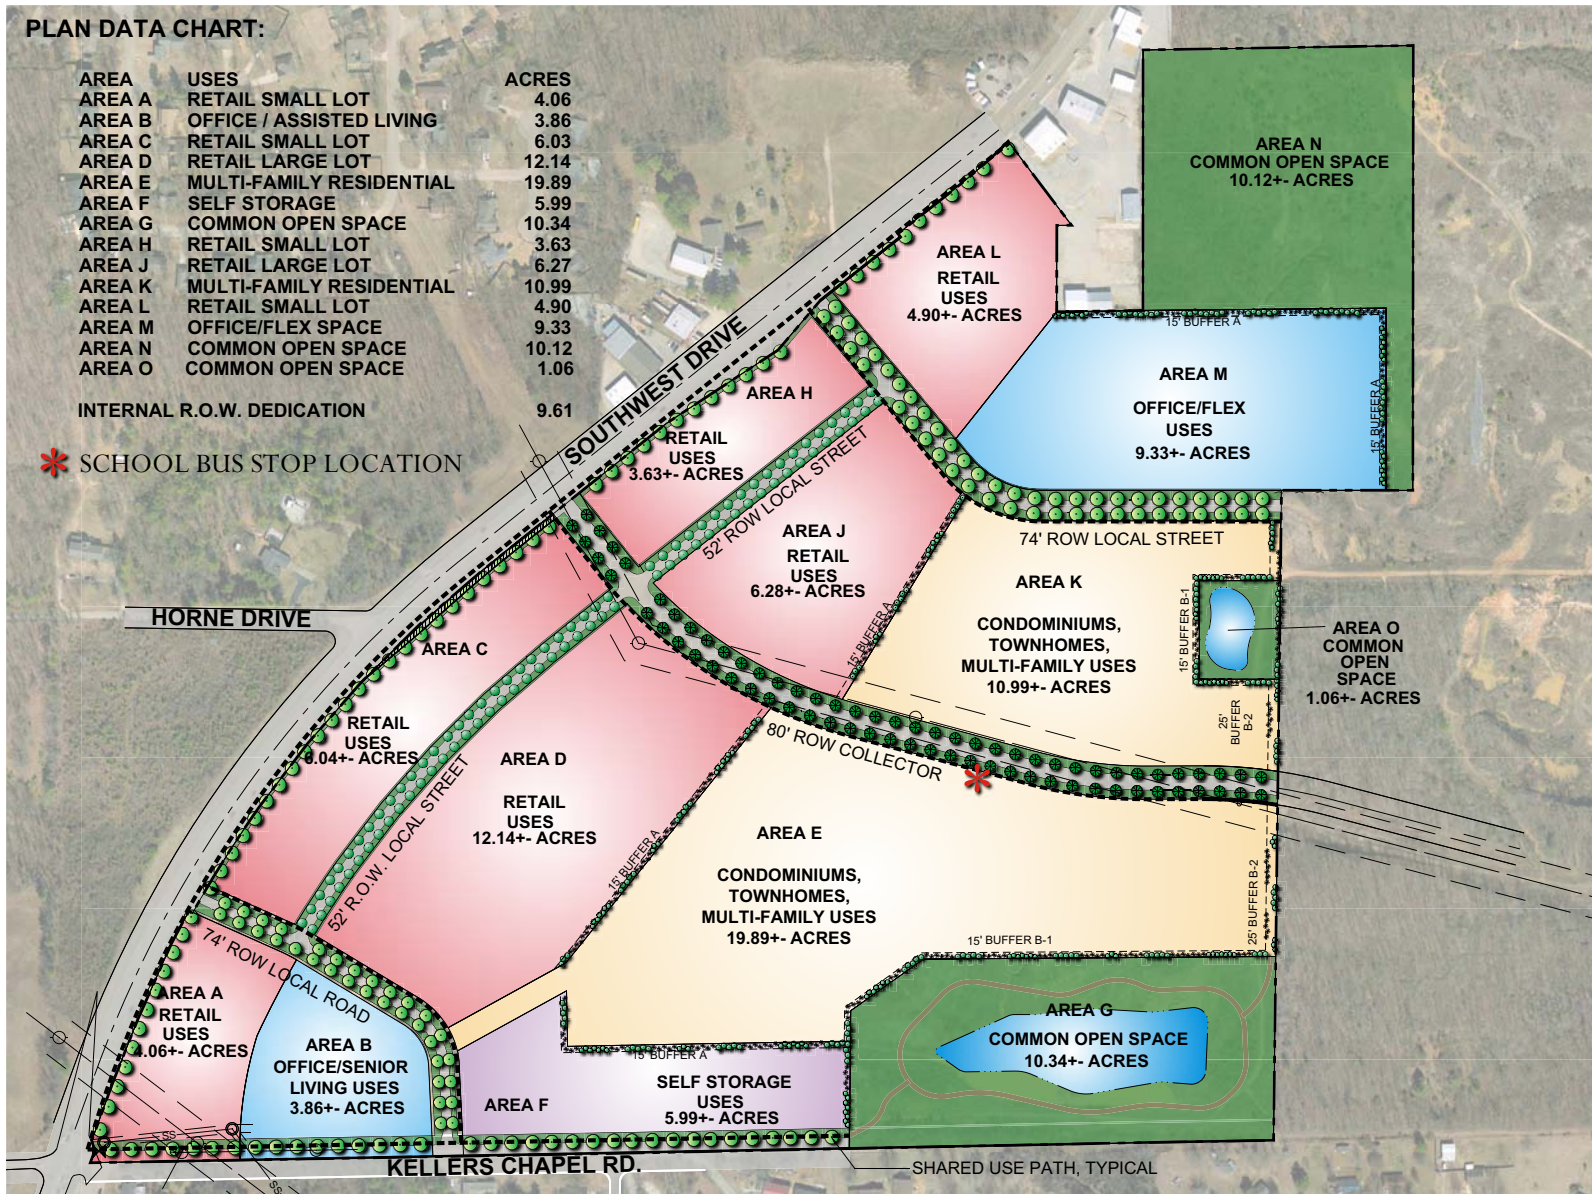 PLAN DATA CHART:
AREA USES ACRES
AREA A RETAIL SMALL LOT 4.06
AREA B OFFICE / ASSISTED LIVING 3.86
AREA C RETAIL SMALL LOT 6.03
AREA D RETAIL LARGE LOT 12.14
AREA E MULTI-FAMILY RESIDENTIAL 19.89
AREA F SELF STORAGE 5.99
AREA G COMMON OPEN SPACE 10.34
AREA H RETAIL SMALL LOT 3.63
AREA J RETAIL LARGE LOT 6.27
AREA K MULTI-FAMILY RESIDENTIAL 10.99
AREA L RETAIL SMALL LOT 4.90
AREA M OFFICE/FLEX SPACE 9.33
AREA N COMMON OPEN SPACE 10.12
AREA O COMMON OPEN SPACE 1.06
INTERNAL R.O.W. DEDICATION 9.61
SCHOOL BUS STOP LOCATION
AREA N
COMMON OPEN SPACE
10.12+- ACRES
AREA L
RETAIL
USES
4.90+- ACRES
15' BUFFER A
AREA M
OFFICE/FLEX
USES
9.33+- ACRES
15' BUFFER A
SOUTHWEST DRIVE
AREA H
RETAIL
USES
3.63+- ACRES
52' ROW LOCAL STREET
AREA J
RETAIL
USES
6.28+- ACRES
15' BUFFER A
74' ROW LOCAL STREET
AREA K
CONDOMINIUMS,
TOWNHOMES,
MULTI-FAMILY USES
10.99+- ACRES
15' BUFFER B-1
AREA O
COMMON
OPEN
SPACE
1.06+- ACRES
25'
BUFFER
B-2
HORNE DRIVE
AREA C
RETAIL
USES
6.04+- ACRES
52' R.O.W. LOCAL STREET
AREA D
RETAIL
USES
12.14+- ACRES
15' BUFFER A
80' ROW COLLECTOR
AREA E
CONDOMINIUMS,
TOWNHOMES,
MULTI-FAMILY USES
19.89+- ACRES
25' BUFFER B-2
15' BUFFER B-1
74' ROW LOCAL ROAD
AREA A
RETAIL
USES
4.06+- ACRES
AREA B
OFFICE/SENIOR
LIVING USES
3.86+- ACRES
15' BUFFER A
AREA F
SELF STORAGE
USES
5.99+- ACRES
AREA G
COMMON OPEN SPACE
10.34+- ACRES
SS
SS
KELLERS CHAPEL RD.
SHARED USE PATH, TYPICAL